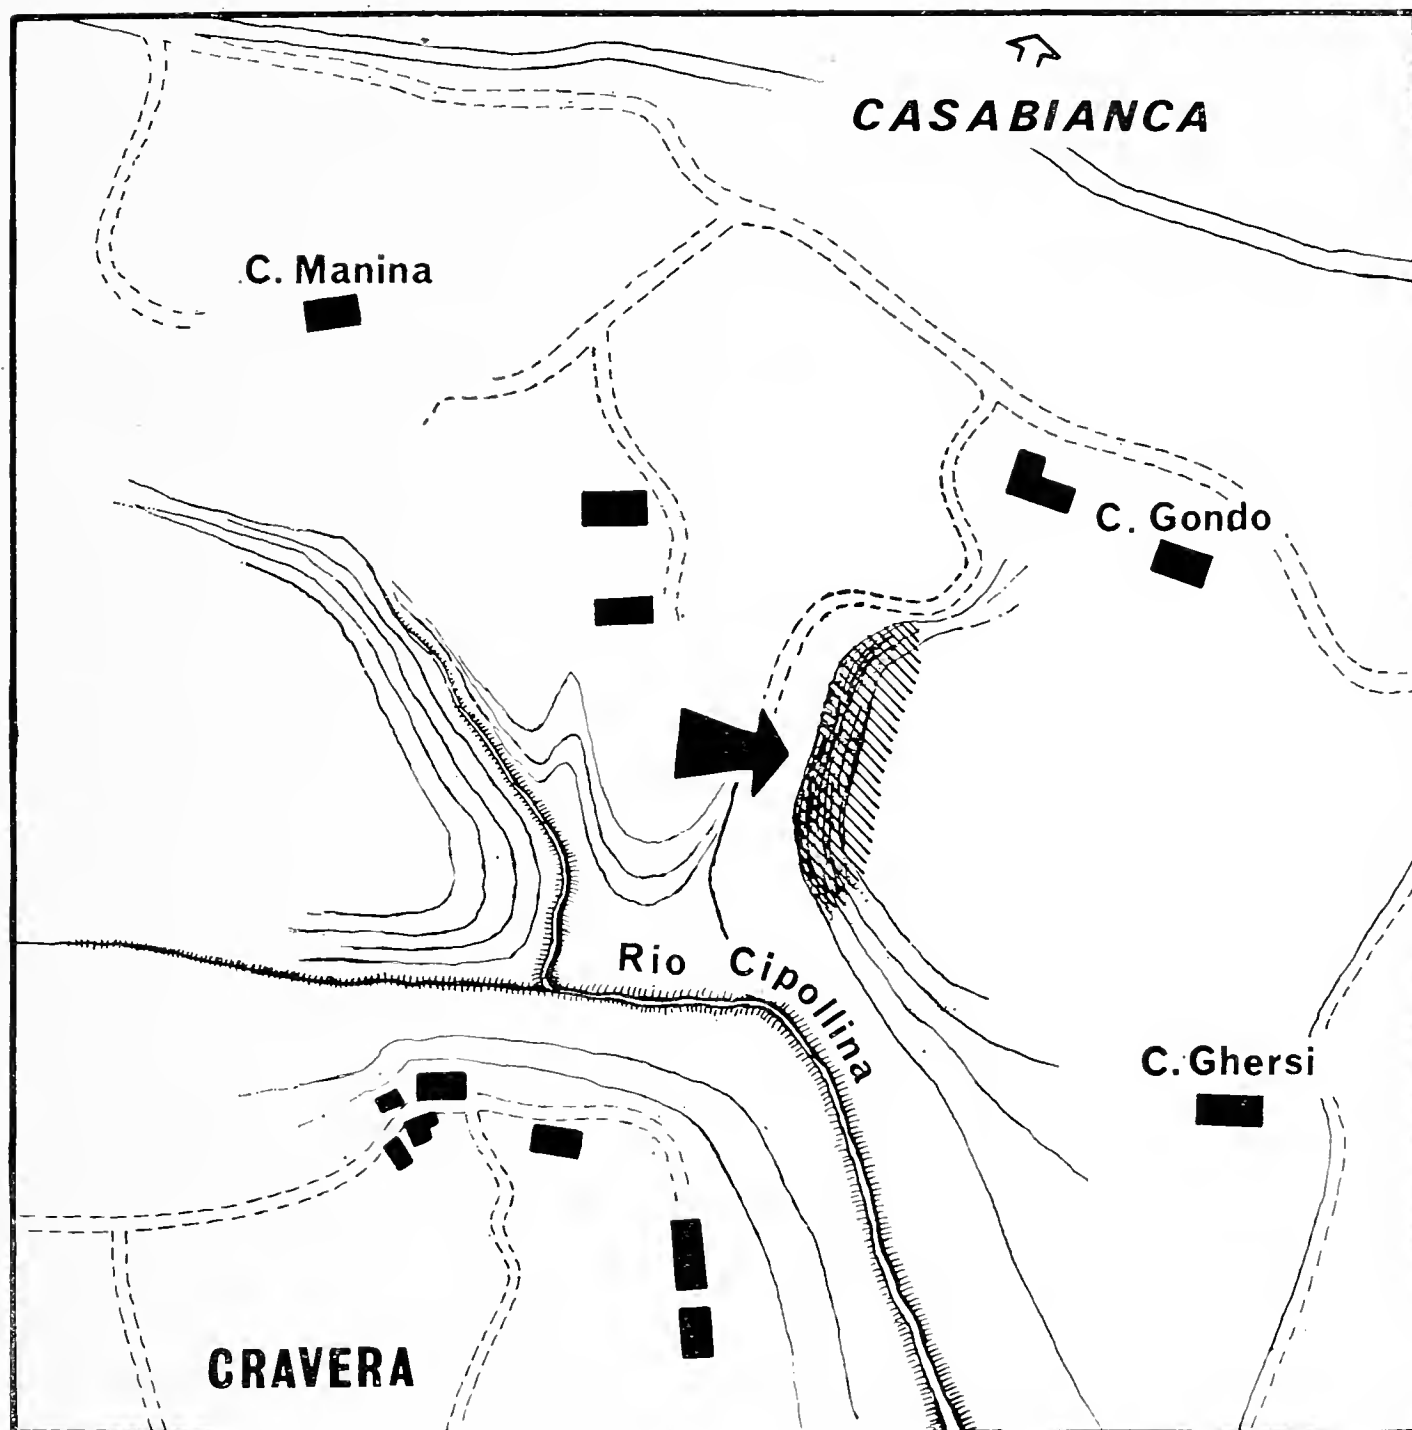 CASABIANCA
C. Manina
C. Gondo
Rio Cipollina
C. Ghersi
CRAVERA